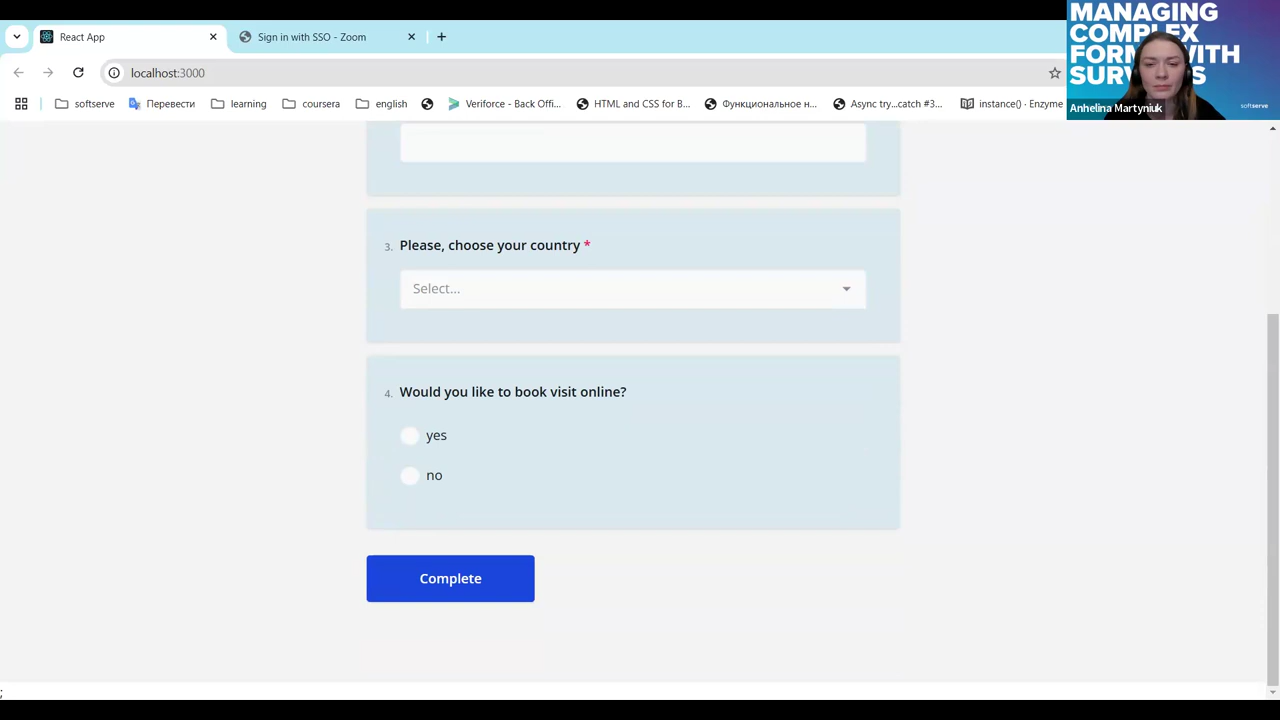 React App
Sign in with SSO - Zoom
localhost:3000
softserve
Перевести
learning
coursera
english
Veriforce - Back Offi...
HTML and CSS for B...
Функциональное н...
Async try...catch #3...
instance() · Enzyme
MANAGING
COMPLEX
WITH
Anhelina Martyniuk
softserve
3. Please, choose your country *
Select...
4. Would you like to book visit online?
yes
no
Complete
;